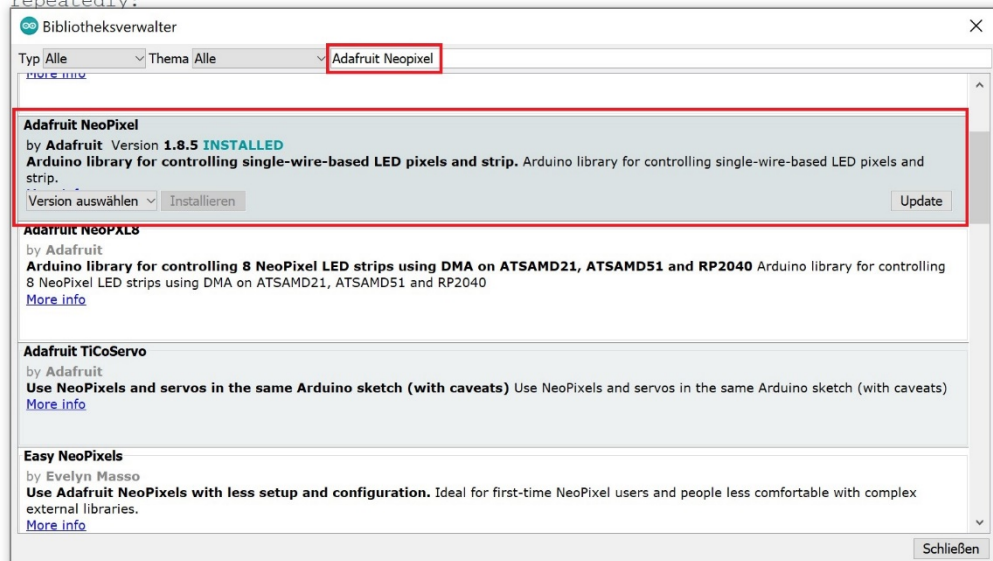 repeatedly.
Bibliotheksverwalter
Typ Alle Thema Alle Adafruit Neopixel
More info
Adafruit NeoPixel
by Adafruit Version 1.8.5 INSTALLED
Arduino library for controlling single-wire-based LED pixels and strip. Arduino library for controlling single-wire-based LED pixels and
strip.
Version auswählen Installieren Update
Adafruit NeoPXL8
by Adafruit
Arduino library for controlling 8 NeoPixel LED strips using DMA on ATSAMD21, ATSAMD51 and RP2040 Arduino library for controlling
8 NeoPixel LED strips using DMA on ATSAMD21, ATSAMD51 and RP2040
More info
Adafruit TiCoServo
by Adafruit
Use NeoPixels and servos in the same Arduino sketch (with caveats) Use NeoPixels and servos in the same Arduino sketch (with caveats)
More info
Easy NeoPixels
by Evelyn Masso
Use Adafruit NeoPixels with less setup and configuration. Ideal for first-time NeoPixel users and people less comfortable with complex
external libraries.
More info
Schließen